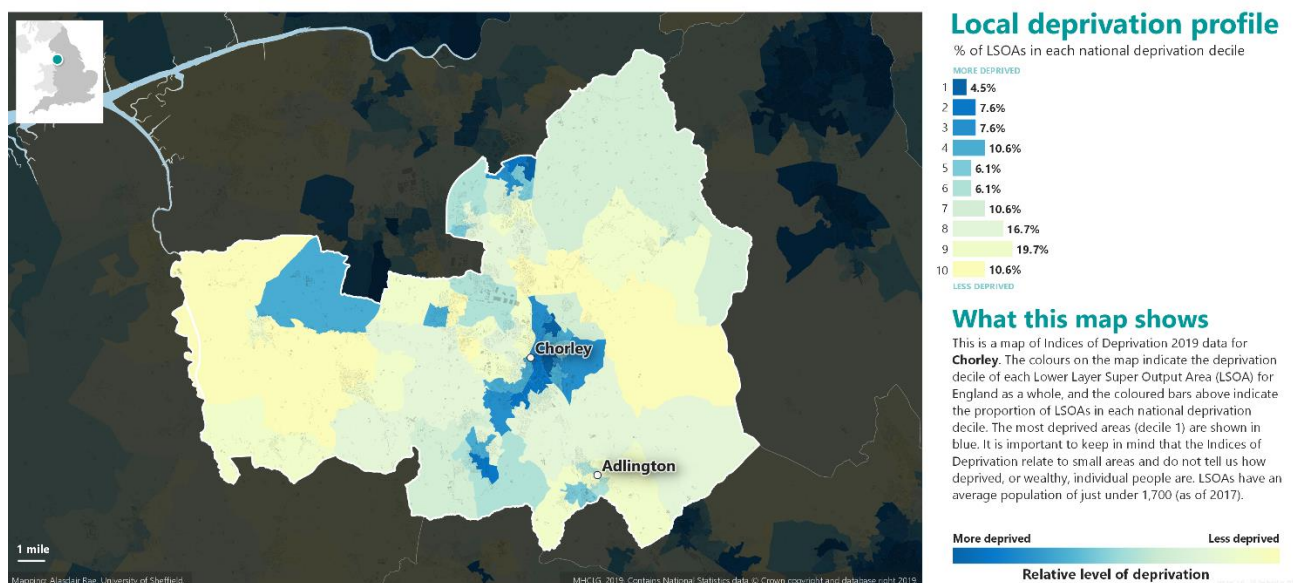 Local deprivation profile
% of LSOAs in each national deprivation decile
MORE DEPRIVED
1 4.5%
2 7.6%
3 7.6%
4 10.6%
5 6.1%
6 6.1%
7 10.6%
8 16.7%
9 19.7%
10 10.6%
LESS DEPRIVED
What this map shows
This is a map of Indices of Deprivation 2019 data for
Chorley. The colours on the map indicate the deprivation
decile of each Lower Layer Super Output Area (LSOA) for
England as a whole, and the coloured bars above indicate
the proportion of LSOAs in each national deprivation
decile. The most deprived areas (decile 1) are shown in
blue. It is important to keep in mind that the Indices of
Deprivation relate to small areas and do not tell us how
deprived, or wealthy, individual people are. LSOAs have an
average population of just under 1,700 (as of 2017).
More deprived Less deprived
Relative level of deprivation
Chorley
Adlington
1 mile
Mapping: Alasdair Rae, University of Sheffield.
MHCLG, 2019. Contains National Statistics data © Crown copyright and database right 2019.